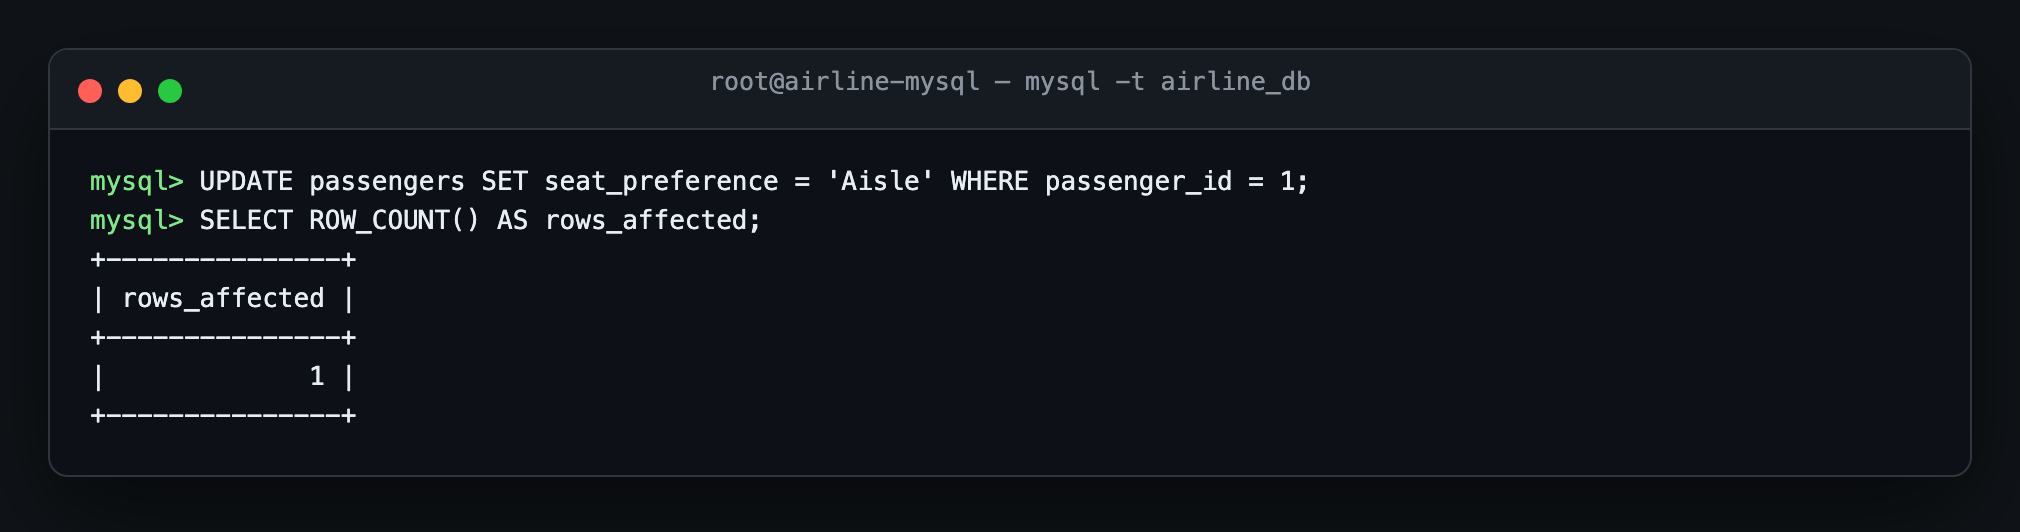 root@airline-mysql — mysql -t airline_db
mysql> UPDATE passengers SET seat_preference = 'Aisle' WHERE passenger_id = 1;
mysql> SELECT ROW_COUNT() AS rows_affected;
+---------------+
| rows_affected |
+---------------+
|             1 |
+---------------+